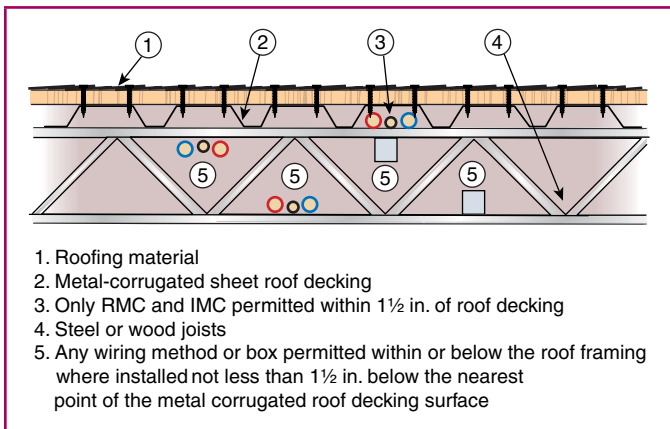 1 2 3 4
5 5 5 5
1. Roofing material
2. Metal-corrugated sheet roof decking
3. Only RMC and IMC permitted within 1½ in. of roof decking
4. Steel or wood joists
5. Any wiring method or box permitted within or below the roof framing
where installed not less than 1½ in. below the nearest
point of the metal corrugated roof decking surface